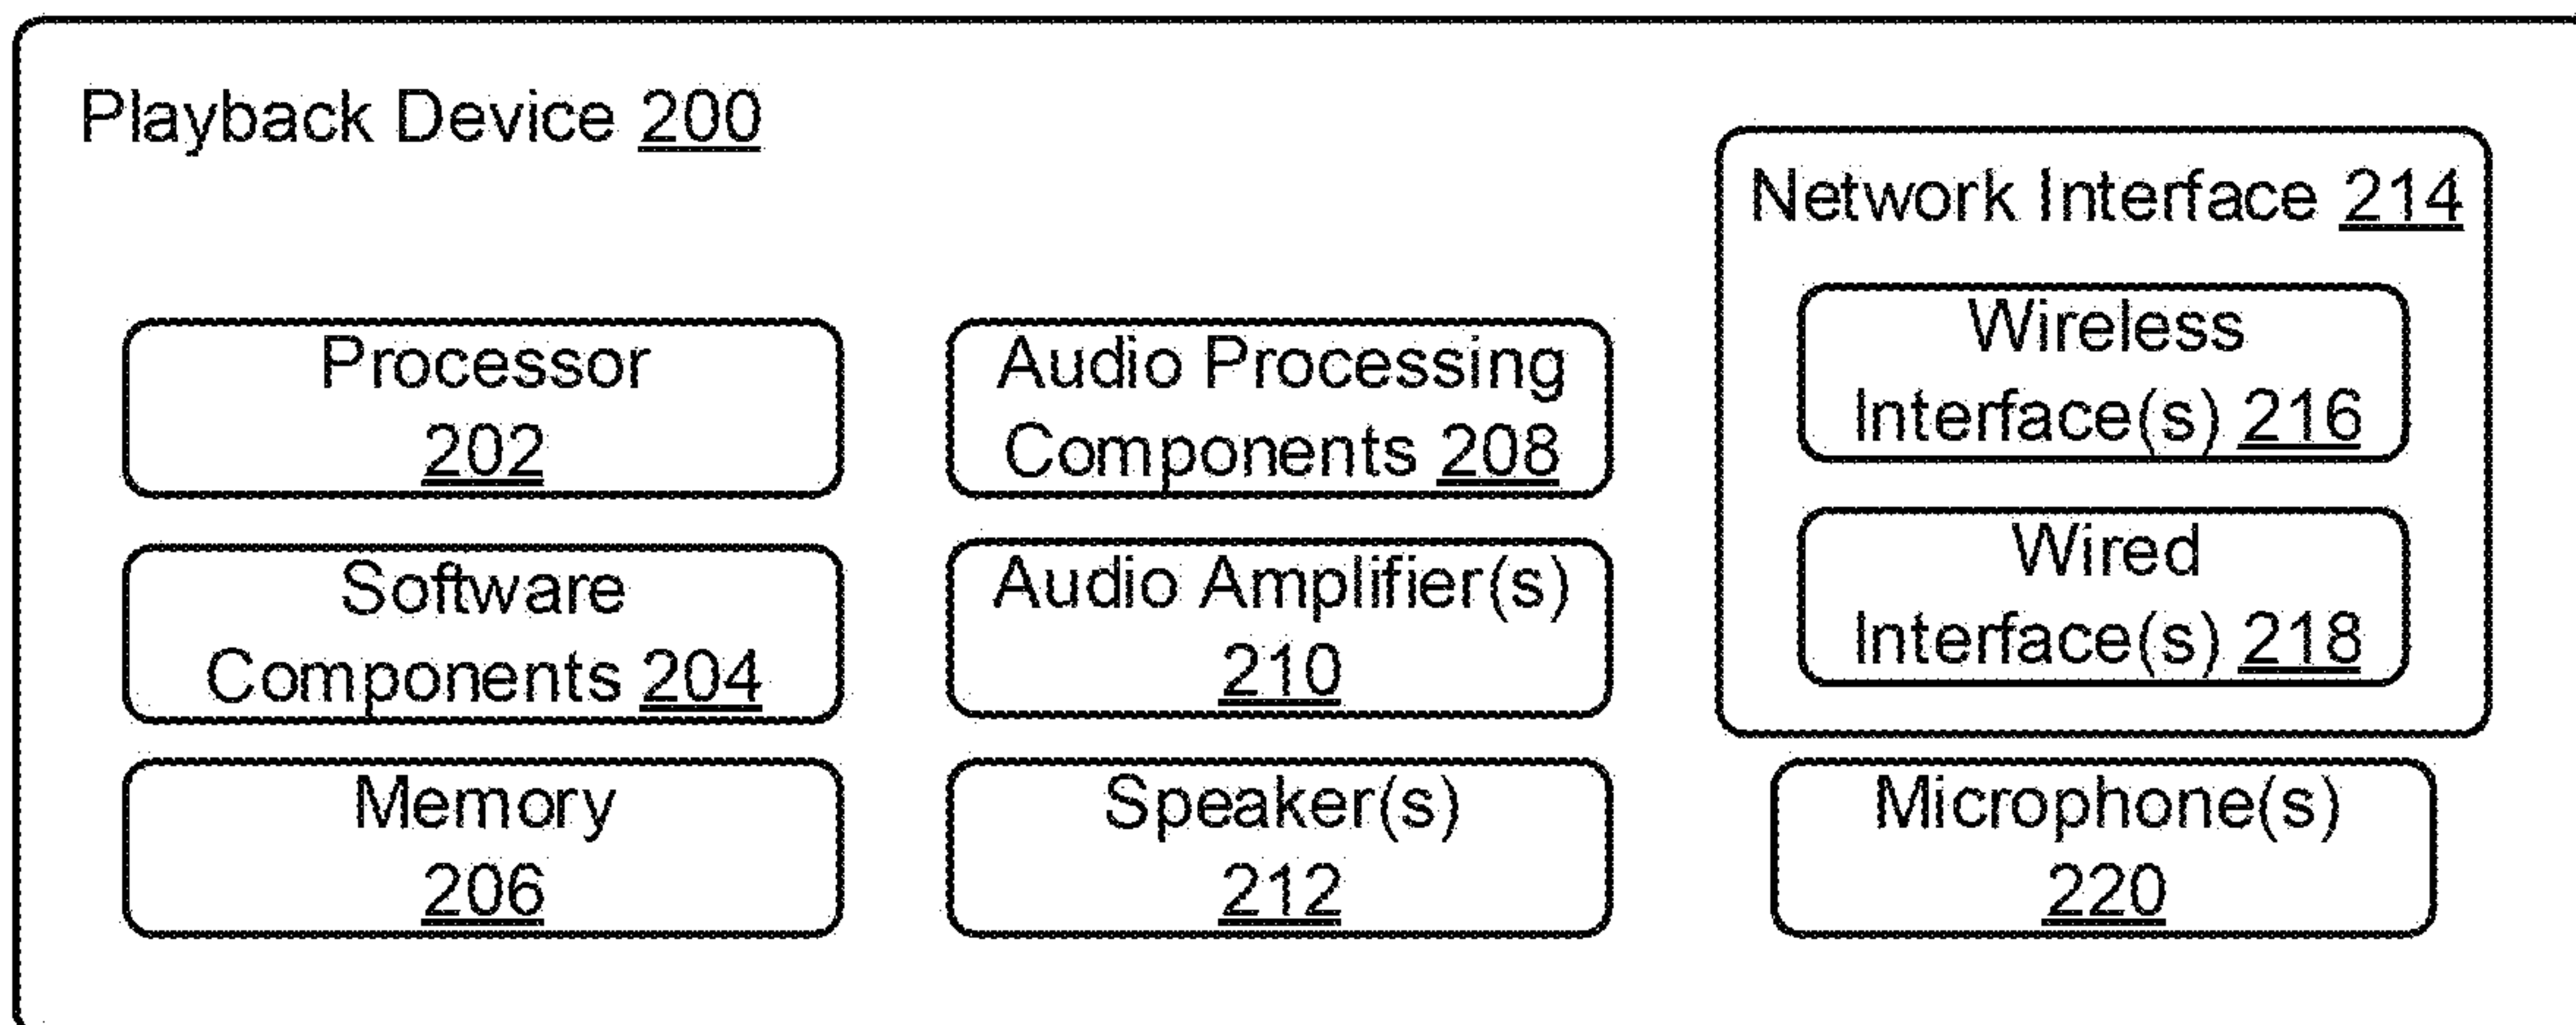 Playback Device 200
Processor
202
Software
Components 204
Memory
206
Audio Processing
Components 208
Audio Amplifier(s)
210
Speaker(s)
212
Network Interface 214
Wireless
Interface(s) 216
Wired
Interface(s) 218
Microphone(s)
220